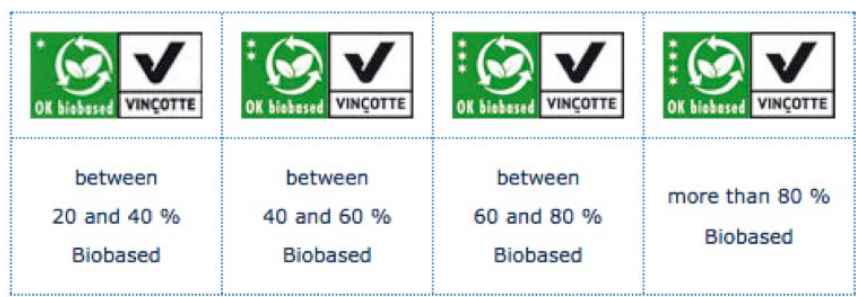 OK biobased VINÇOTTE OK biobased VINÇOTTE OK biobased VINÇOTTE OK biobased VINÇOTTE
between
20 and 40 %
Biobased
between
40 and 60 %
Biobased
between
60 and 80 %
Biobased
more than 80 %
Biobased